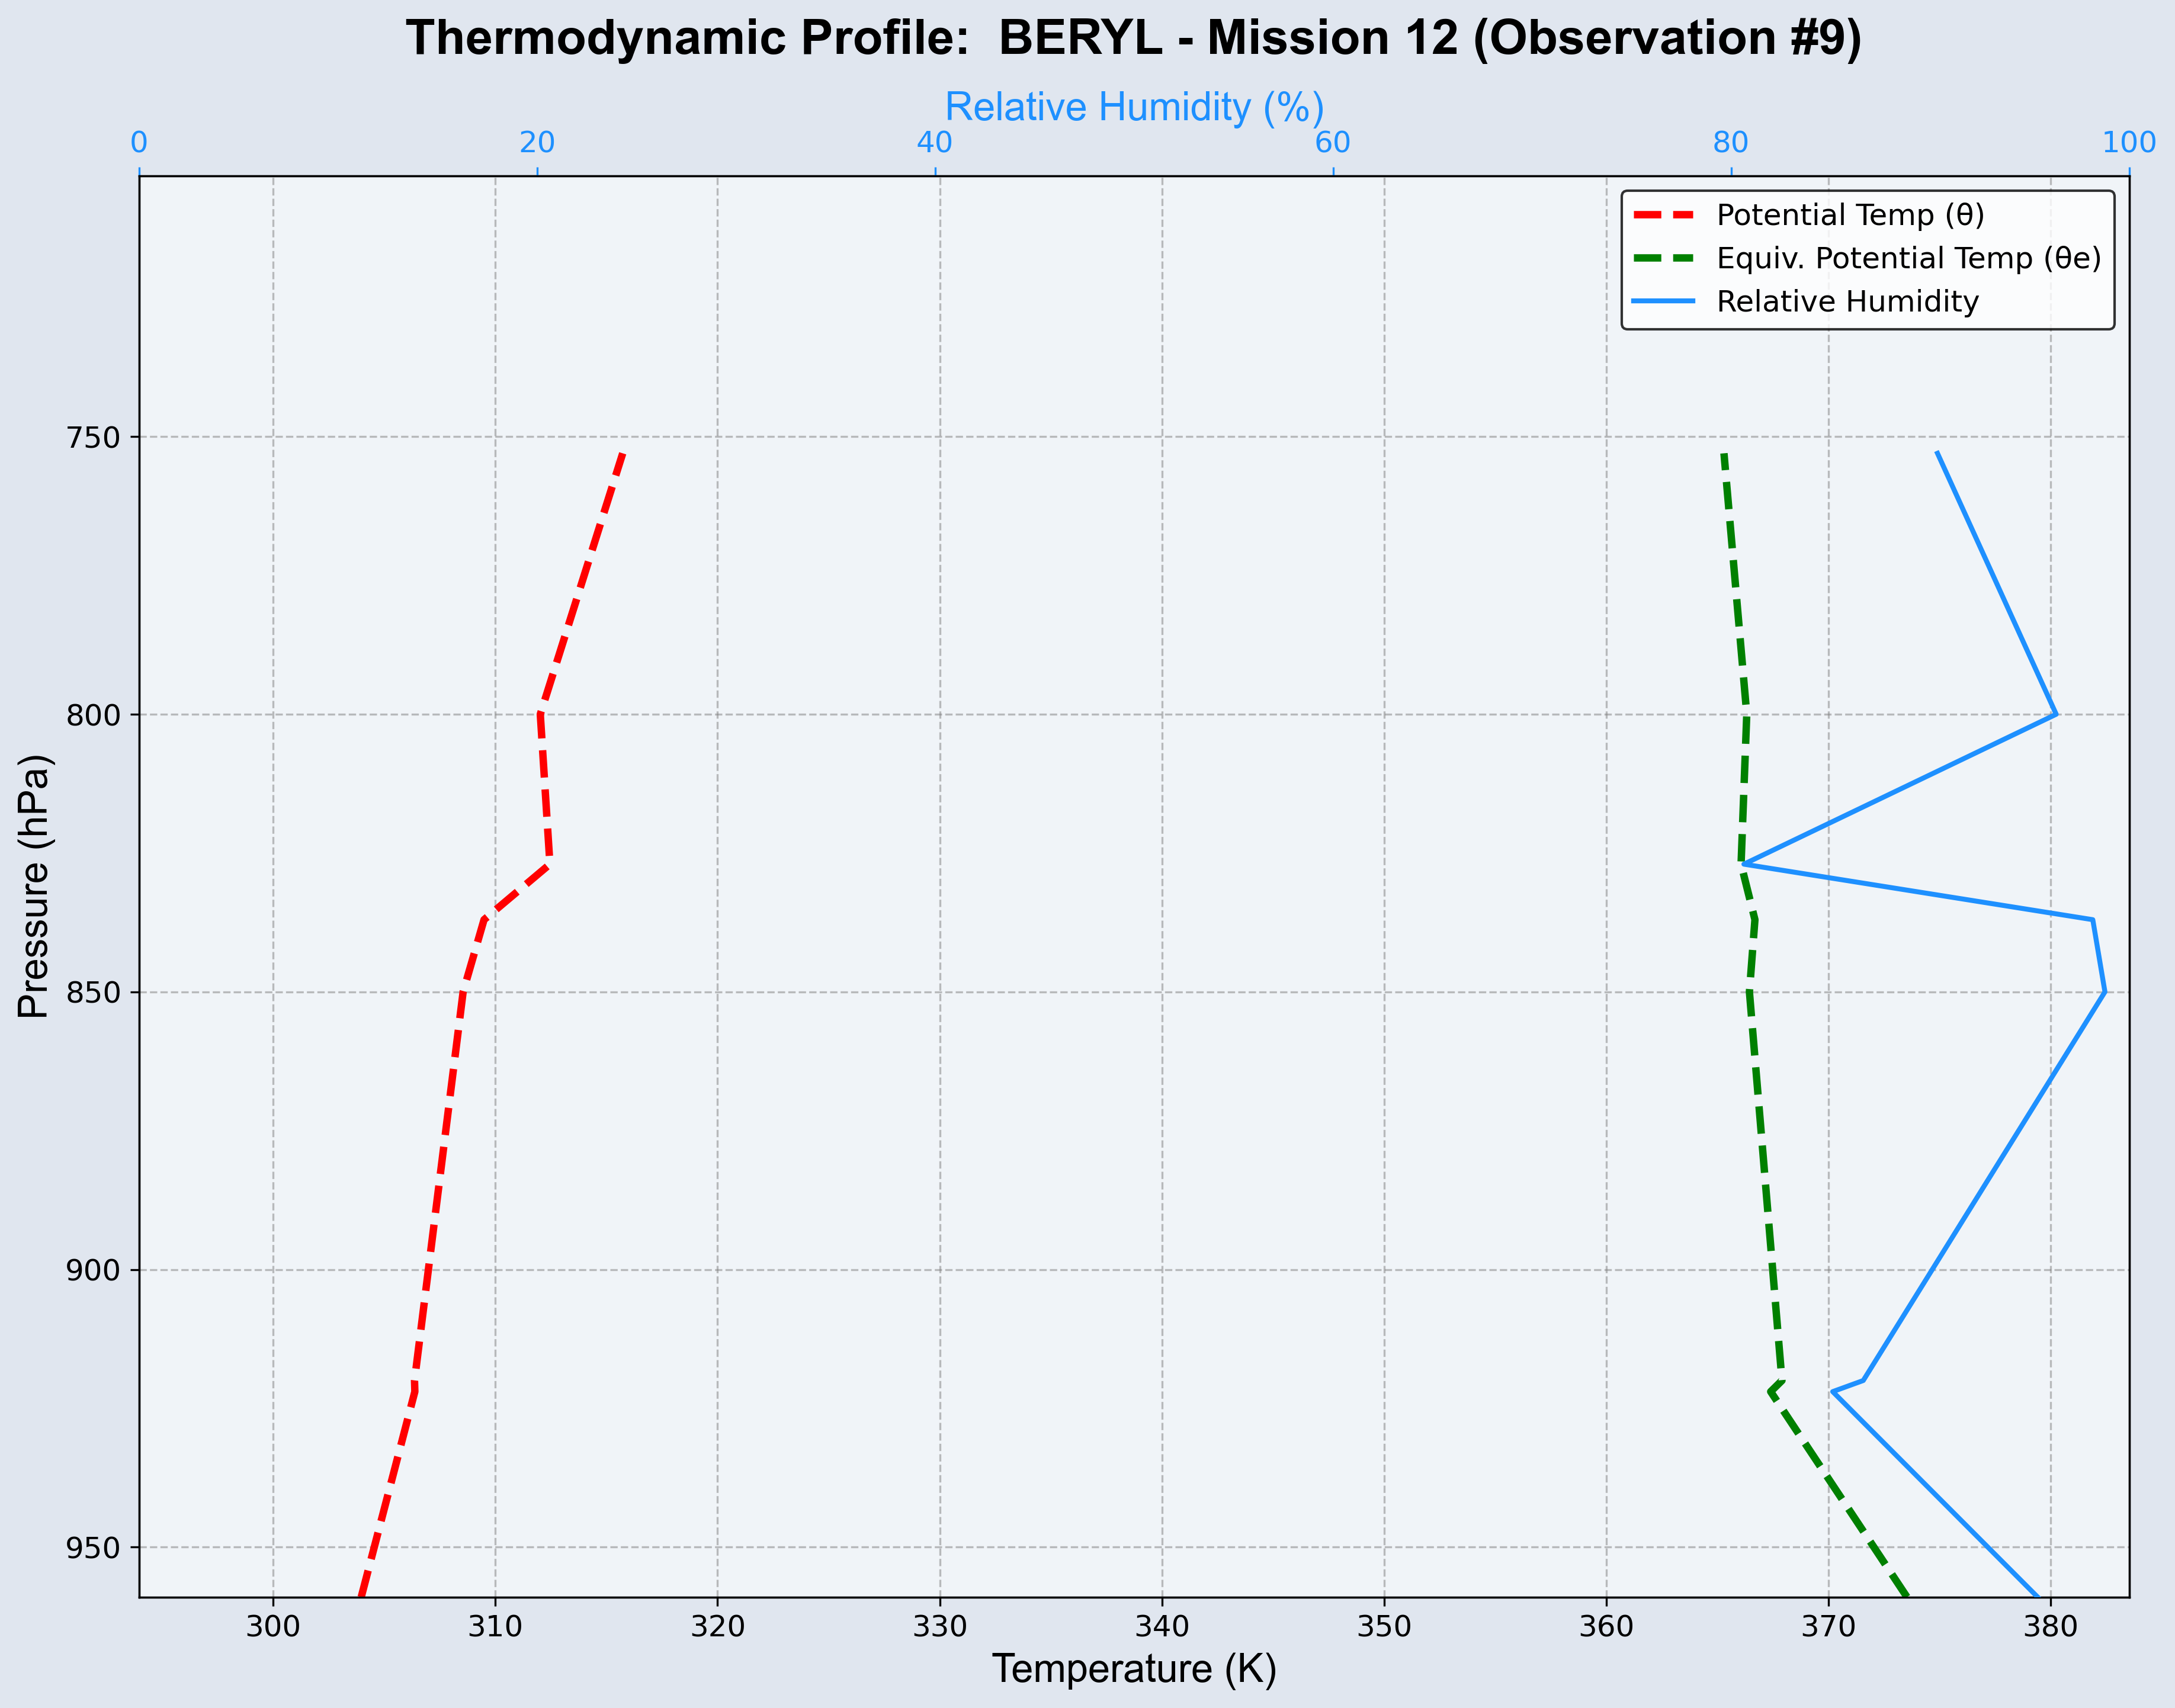 Thermodynamic Profile:  BERYL - Mission 12 (Observation #9)
Relative Humidity (%)
0 20 40 60 80 100
Potential Temp (θ)
Equiv. Potential Temp (θe)
Relative Humidity
Pressure (hPa)
750
800
850
900
950
300 310 320 330 340 350 360 370 380
Temperature (K)